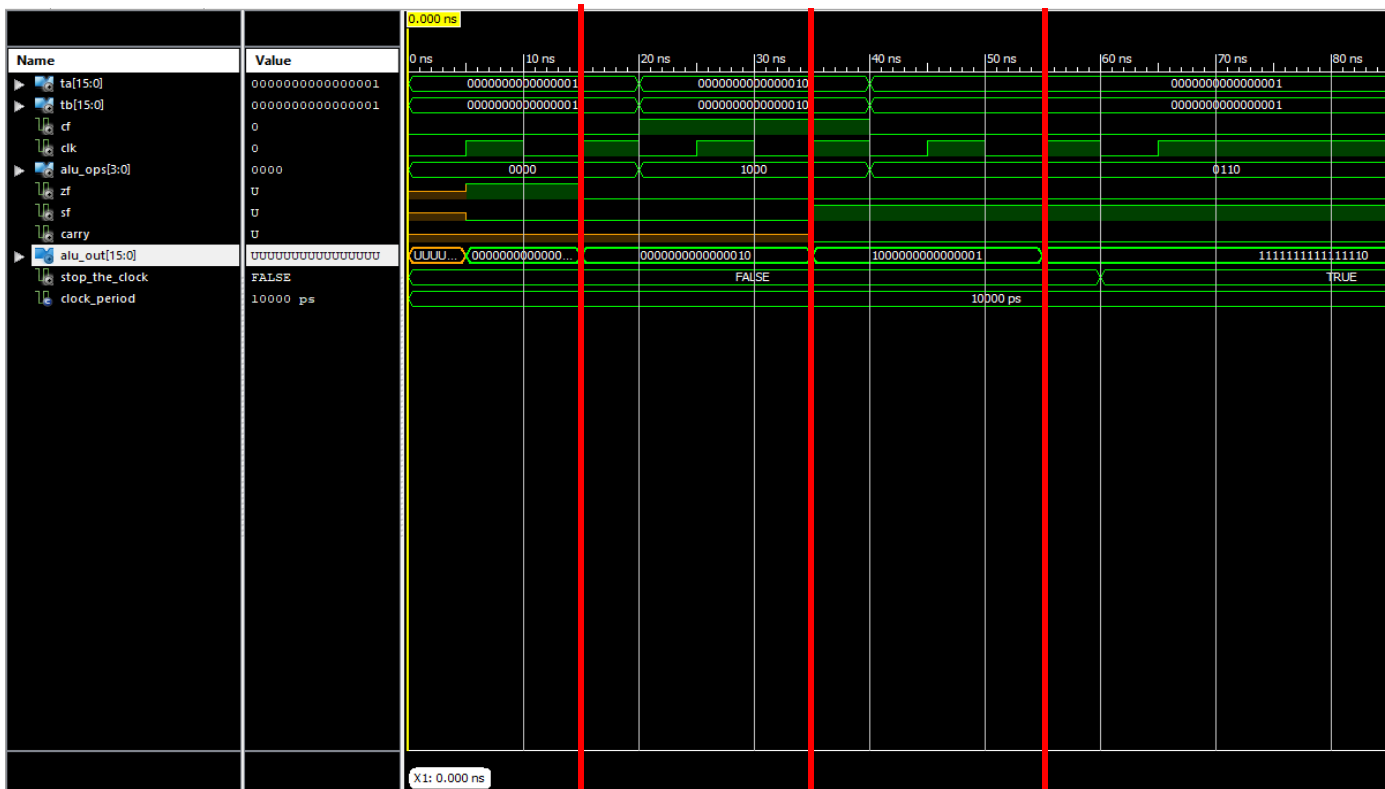 0.000 ns
Name Value
0 ns 10 ns 20 ns 30 ns 40 ns 50 ns 60 ns 70 ns 80 ns
ta[15:0] 0000000000000001 0000000000000001 0000000000000010 0000000000000001
tb[15:0] 0000000000000001 0000000000000001 0000000000000010 0000000000000001
cf 0
clk 0
alu_ops[3:0] 0000 0000 1000 0110
zf U
sf U
carry U
alu_out[15:0] UUUUUUUUUUUUUUUU UUUU... 0000000000000... 0000000000000010 1000000000000001 1111111111111110
stop_the_clock FALSE FALSE TRUE
clock_period 10000 ps 10000 ps
X1: 0.000 ns